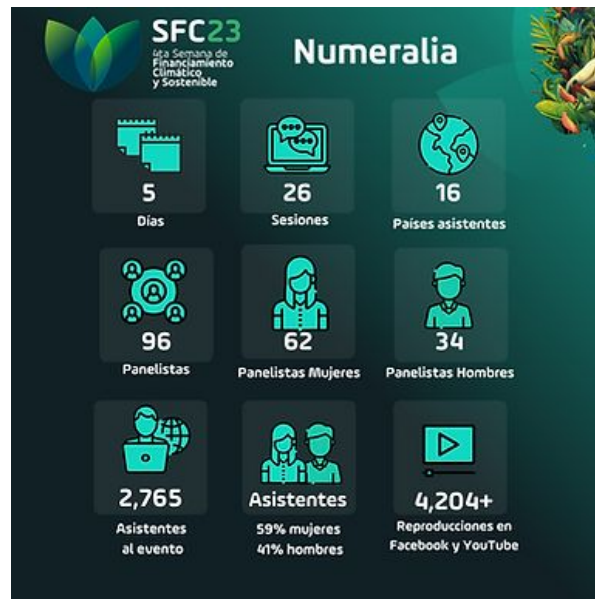 SFC23
4ta Semana de
Financiamiento
Climático
y Sostenible
Numeralia
5
Días
26
Sesiones
16
Países asistentes
96
Panelistas
62
Panelistas Mujeres
34
Panelistas Hombres
2,765
Asistentes
al evento
Asistentes
59% mujeres
41% hombres
4,204+
Reproducciones en
Facebook y YouTube